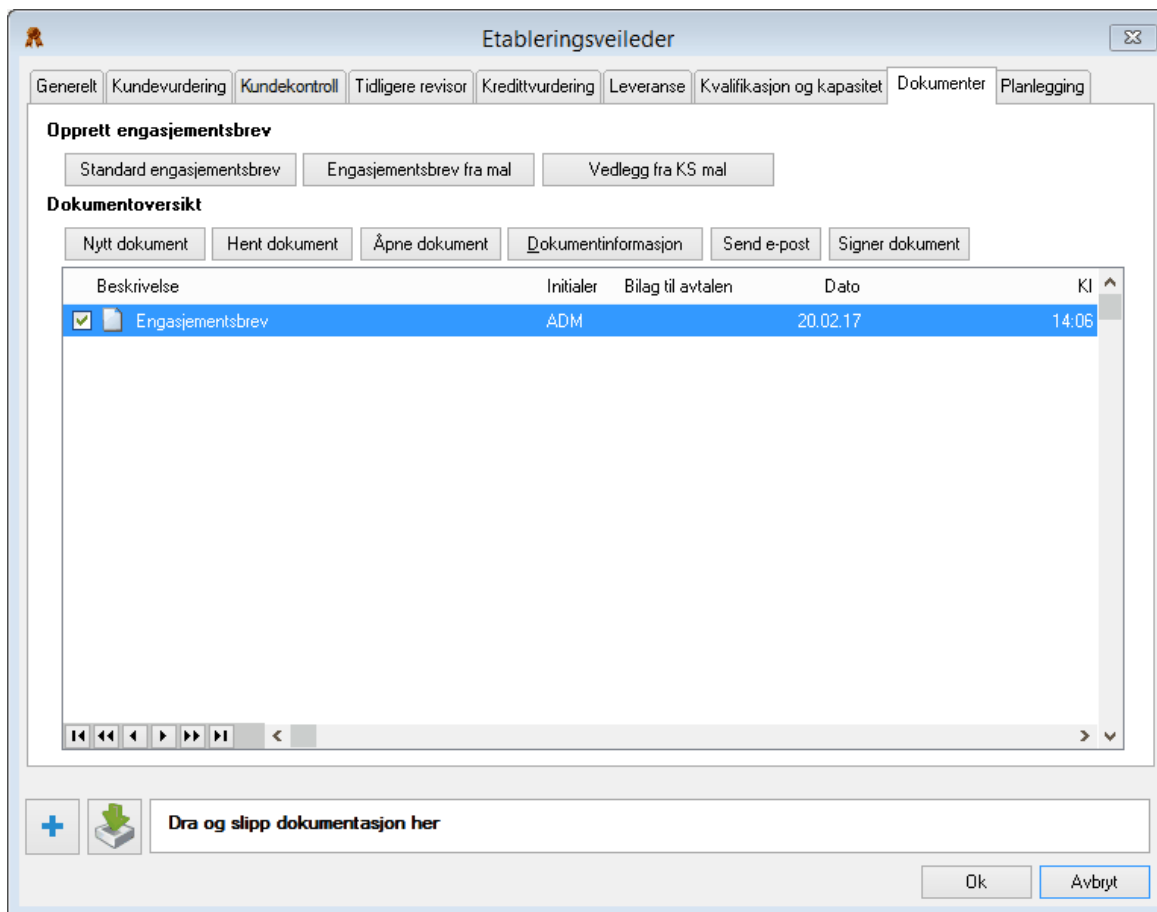 Etableringsveileder
Generelt Kundevurdering Kundekontroll Tidligere revisor Kredittvurdering Leveranse Kvalifikasjon og kapasitet Dokumenter Planlegging
Opprett engasjementsbrev
Standard engasjementsbrev Engasjementsbrev fra mal Vedlegg fra KS mal
Dokumentoversikt
Nytt dokument Hent dokument Åpne dokument Dokumentinformasjon Send e-post Signer dokument
Beskrivelse Initialer Bilag til avtalen Dato Kl
Engasjementsbrev ADM 20.02.17 14:06
Dra og slipp dokumentasjon her
Ok Avbryt